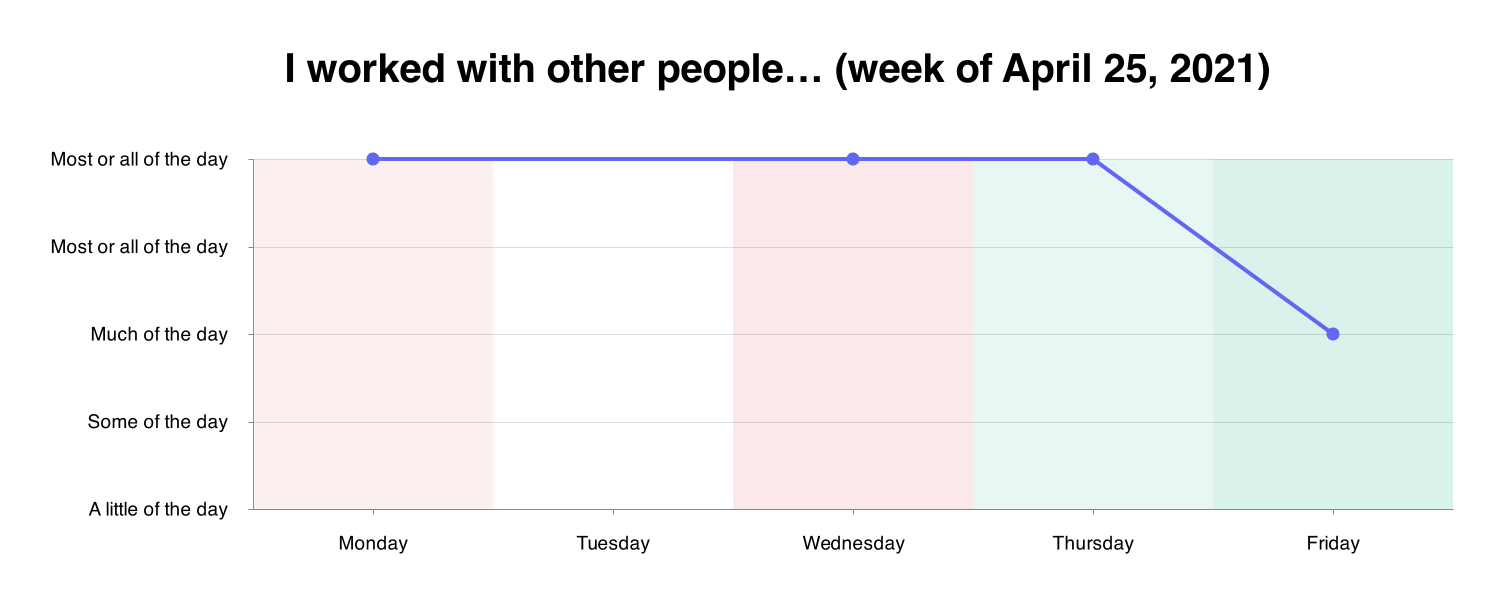 I worked with other people… (week of April 25, 2021)
Most or all of the day
Most or all of the day
Much of the day
Some of the day
A little of the day
Monday Tuesday Wednesday Thursday Friday